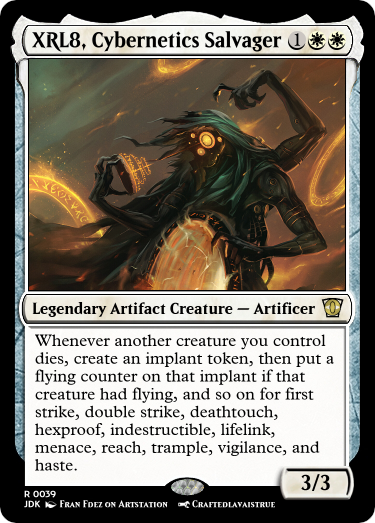 XRL8, Cybernetics Salvager 1
Legendary Artifact Creature — Artificer
Whenever another creature you control
dies, create an implant token, then put a
flying counter on that implant if that
creature had flying, and so on for first
strike, double strike, deathtouch,
hexproof, indestructible, lifelink,
menace, reach, trample, vigilance, and
haste.
3/3
R 0039
JDK Fran Fdez on Artstation Craftedlavaistrue